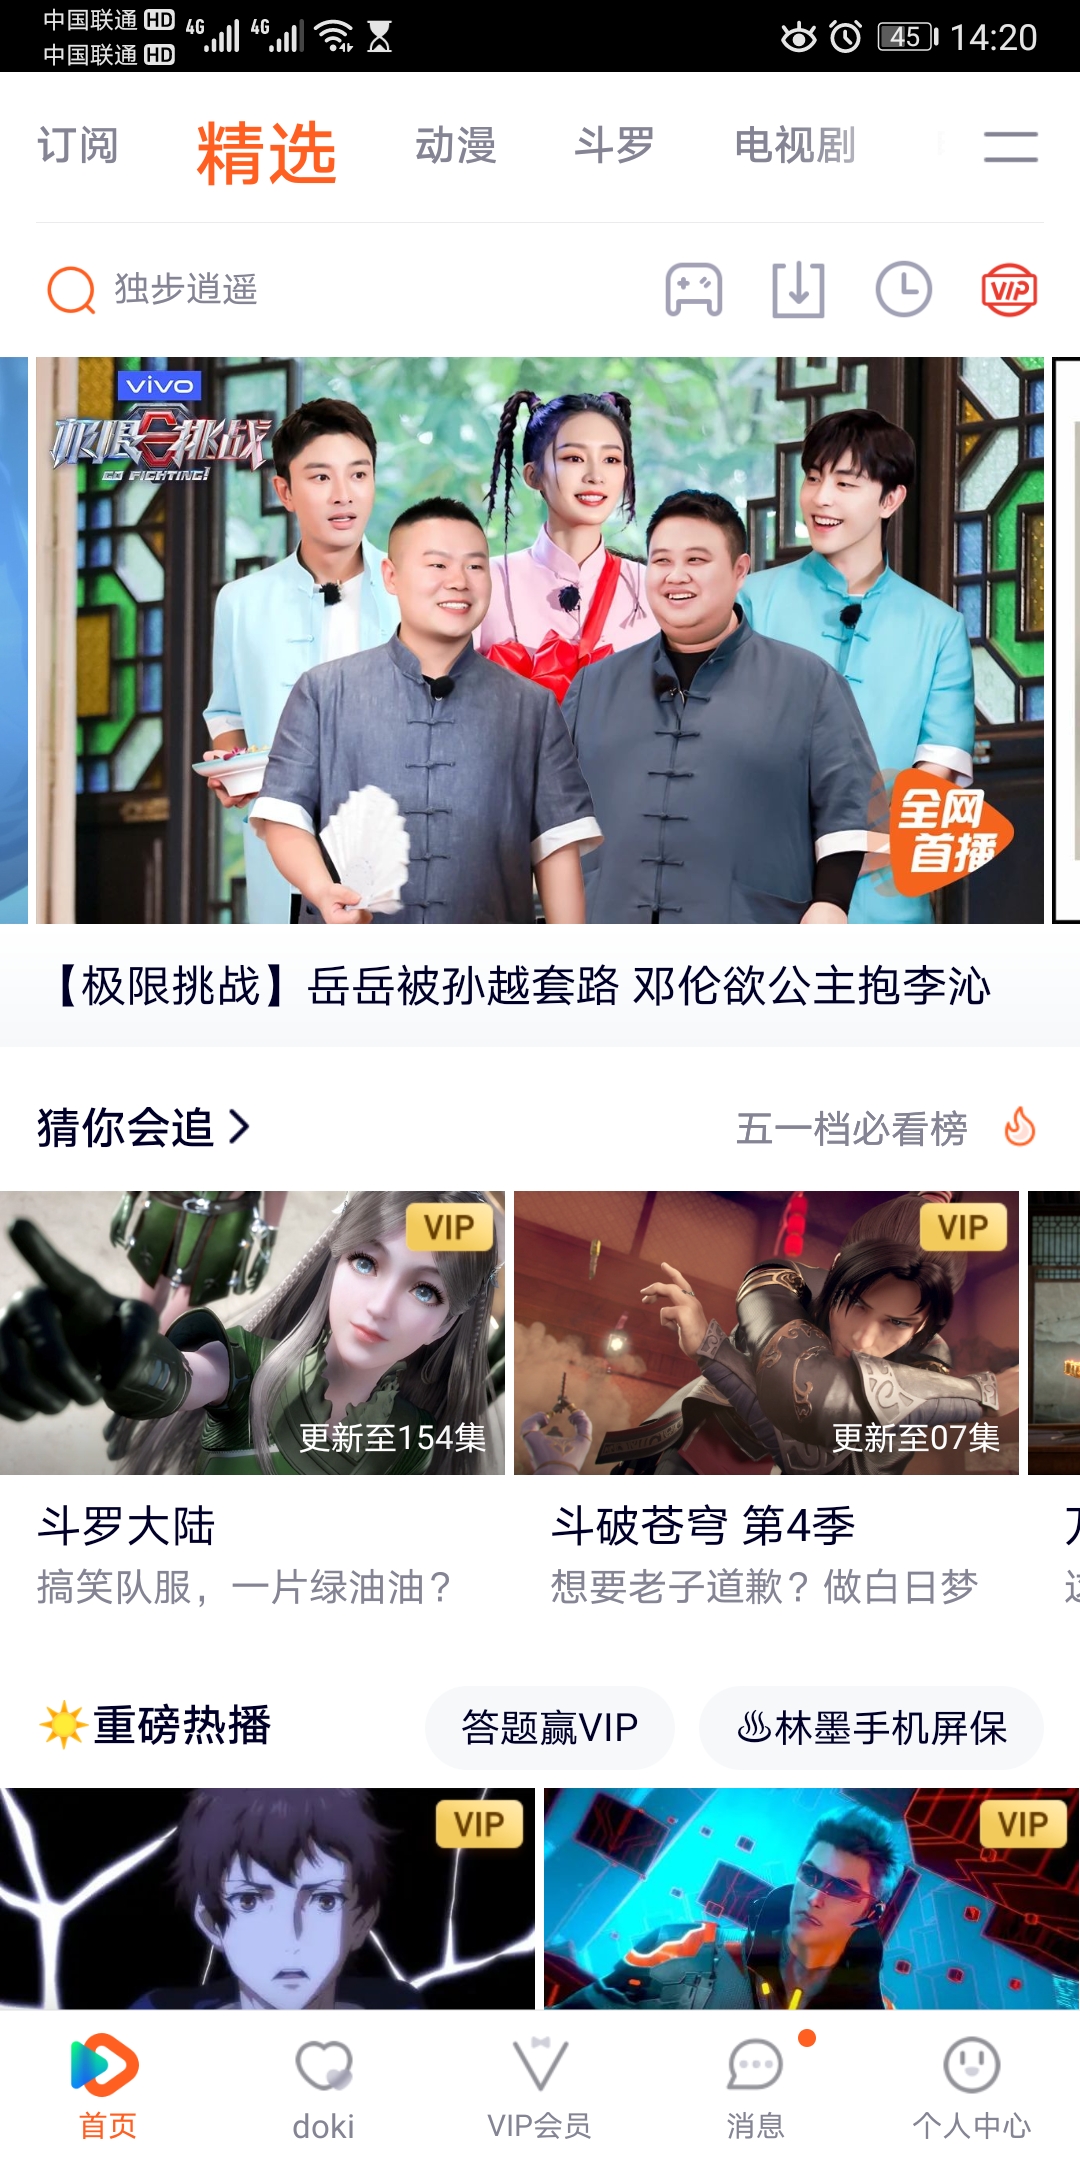 中国联通 HD 4G 4G 45 14:20
中国联通 HD
订阅 精选 动漫 斗罗 电视剧
独步逍遥 VIP
vivo
极限挑战
GO FIGHTING!
全网
首播
【极限挑战】岳岳被孙越套路 邓伦欲公主抱李沁
猜你会追 五一档必看榜
VIP VIP
更新至154集 更新至07集
斗罗大陆 斗破苍穹 第4季
搞笑队服，一片绿油油？ 想要老子道歉？做白日梦
重磅热播 答题赢VIP ♨林墨手机屏保
VIP VIP
首页 doki VIP会员 消息 个人中心